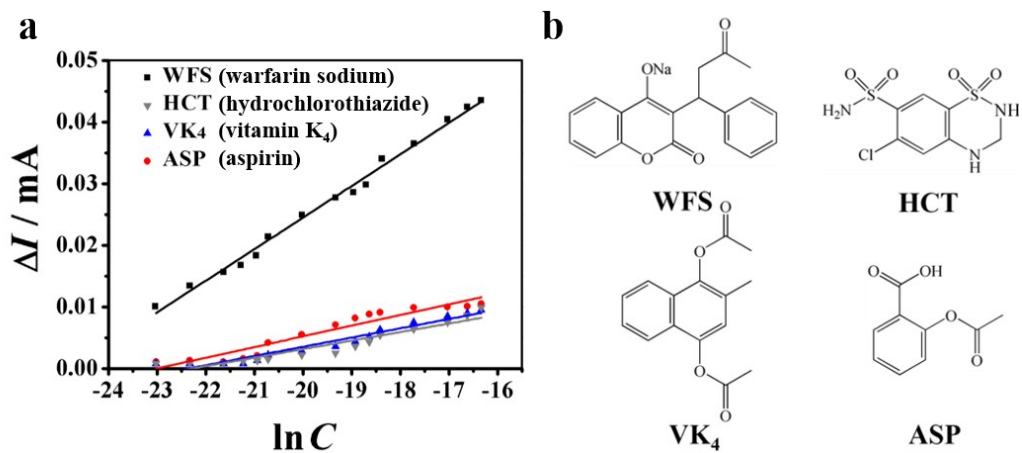 a
b
0.05
0.04
0.03
0.02
0.01
0.00
ΔI / mA
WFS (warfarin sodium)
HCT (hydrochlorothiazide)
VK4 (vitamin K4)
ASP (aspirin)
-24 -23 -22 -21 -20 -19 -18 -17 -16 -15
lnC
O
ONa
O
O
WFS
O O
O O
S
S
H2N
NH
Cl
N
H
HCT
O
O
O
O
VK4
O
OH
O
O
ASP